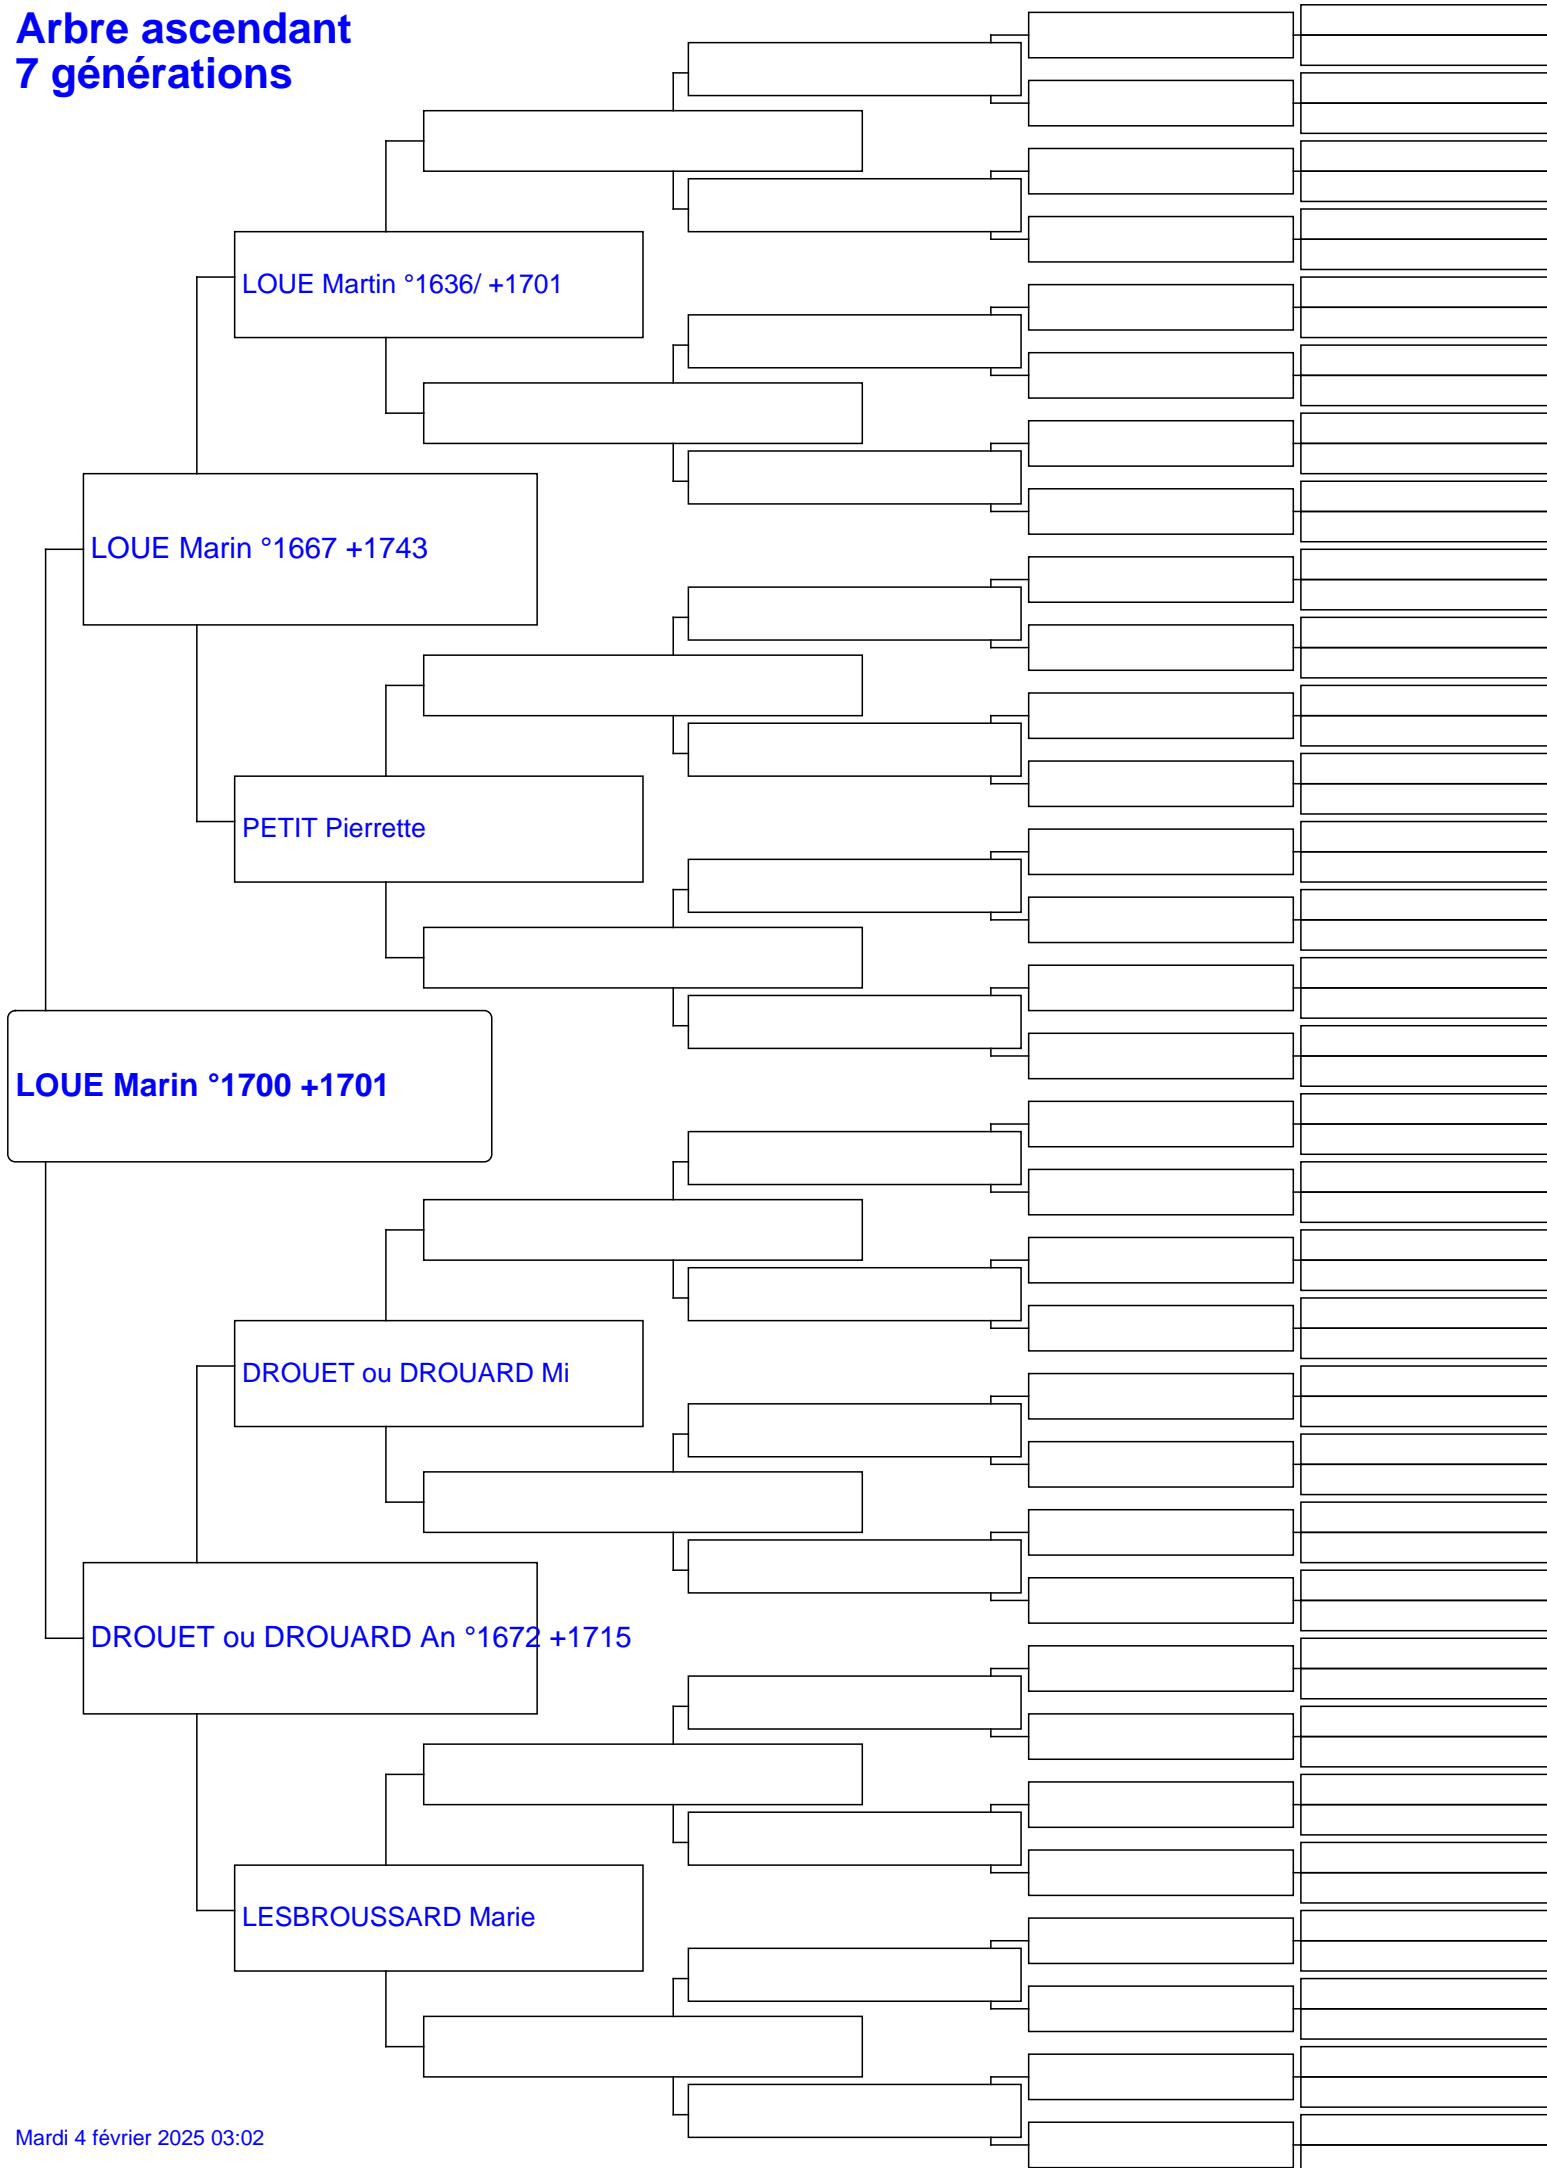 Arbre ascendant
7 générations
LOUE Martin °1636/ +1701
LOUE Marin °1667 +1743
PETIT Pierrette
LOUE Marin °1700 +1701
DROUET ou DROUARD Mi
DROUET ou DROUARD An °1672 +1715
LESBROUSSARD Marie
Mardi 4 février 2025 03:02